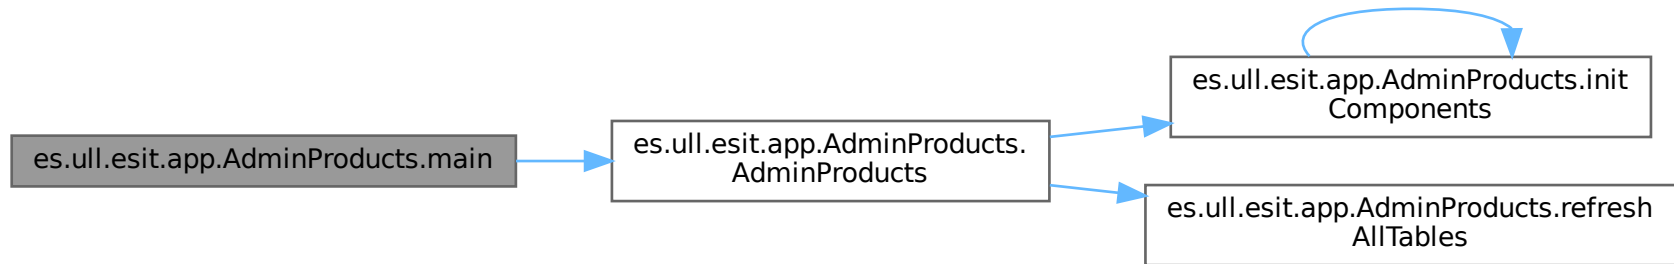 es.ull.esit.app.AdminProducts.main
es.ull.esit.app.AdminProducts.
AdminProducts
es.ull.esit.app.AdminProducts.init
Components
es.ull.esit.app.AdminProducts.refresh
AllTables